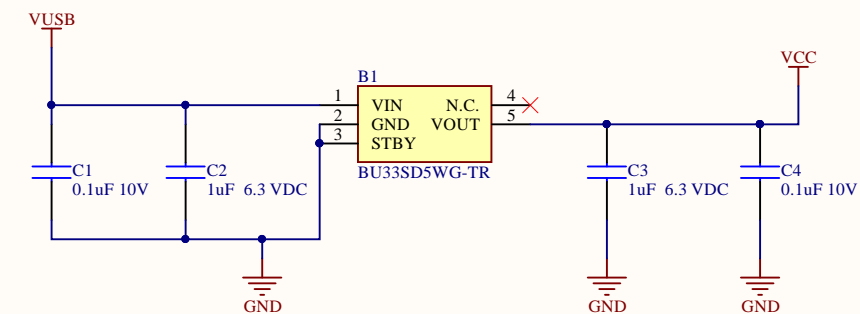 VUSB
VCC
B1
1 VIN N.C. 4
2 GND VOUT 5
3 STBY
BU33SD5WG-TR
C1
0.1uF 10V
C2
1uF 6.3 VDC
C3
1uF 6.3 VDC
C4
0.1uF 10V
GND
GND
GND